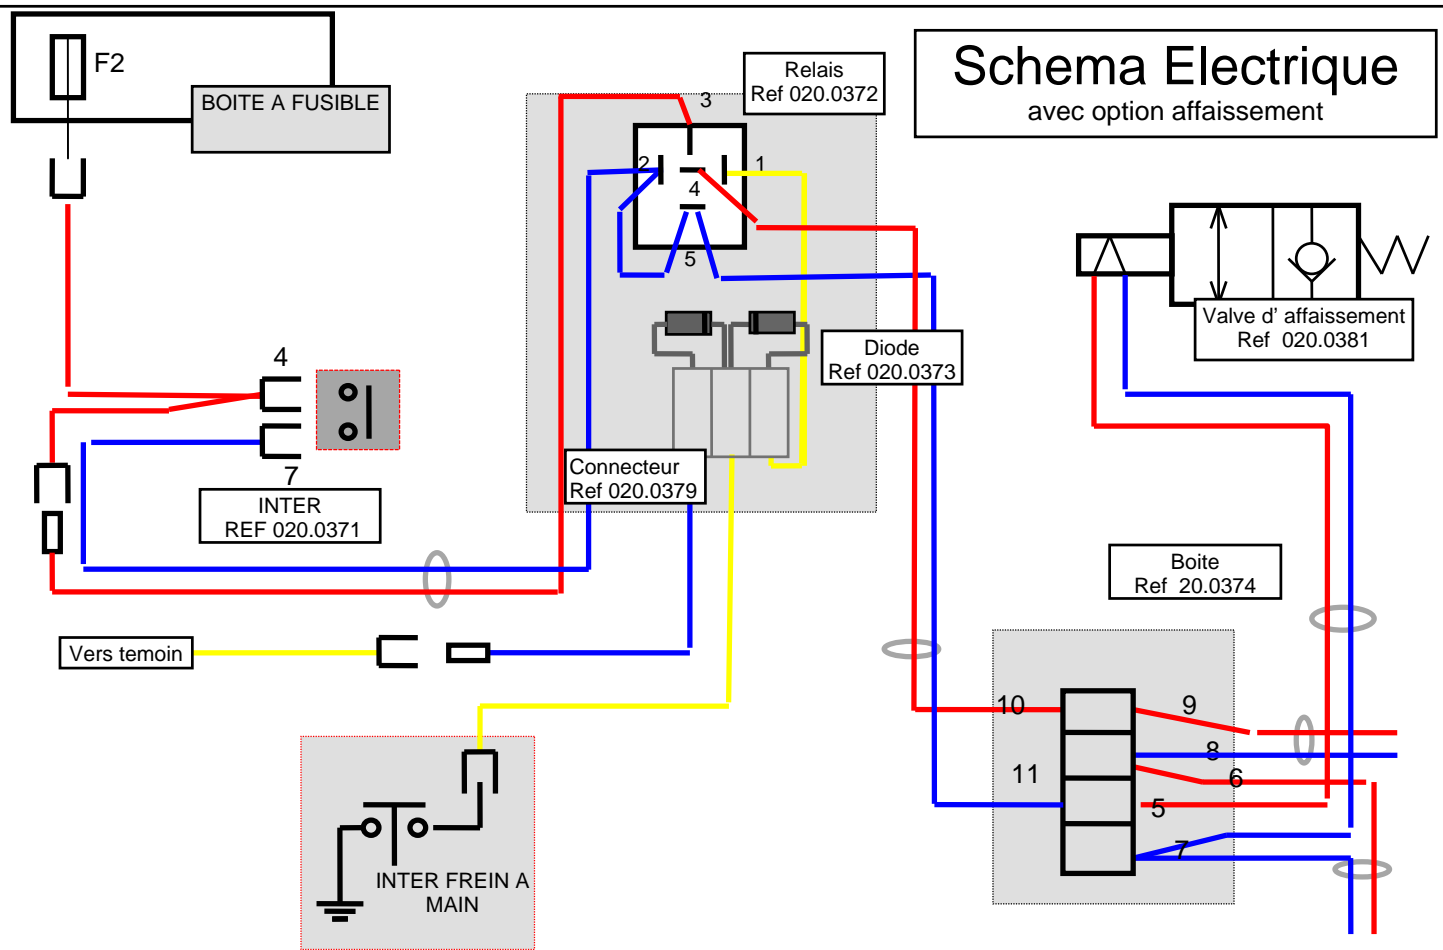 Schema Electrique
avec option affaissement
F2
BOITE A FUSIBLE
Relais
Ref 020.0372
3
2
1
4
5
Valve d' affaissement
Ref 020.0381
Diode
Ref 020.0373
4
7
INTER
REF 020.0371
Connecteur
Ref 020.0379
Boite
Ref 20.0374
Vers temoin
10
9
8
11
6
5
7
INTER FREIN A
MAIN